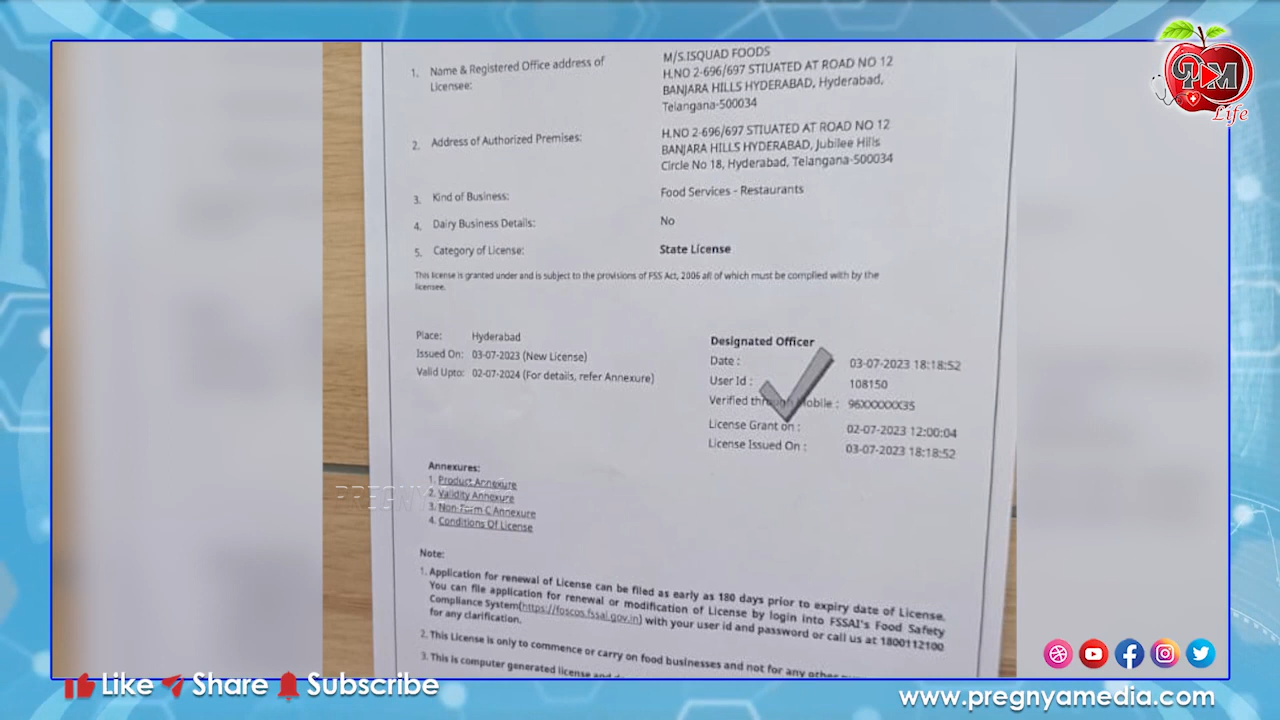 1. Name & Registered Office address of
Licensee:
M/S.ISQUAD FOODS
H.NO 2-696/697 STIUATED AT ROAD NO 12
BANJARA HILLS HYDERABAD, Hyderabad,
Telangana-500034
2. Address of Authorized Premises:
H.NO 2-696/697 STIUATED AT ROAD NO 12
BANJARA HILLS HYDERABAD, Jubilee Hills
Circle No 18, Hyderabad, Telangana-500034
3. Kind of Business: Food Services - Restaurants
4. Dairy Business Details: No
5. Category of License: State License
This license is granted under and is subject to the provisions of FSS Act, 2006 all of which must be complied with by the
licensee.
Place: Hyderabad
Issued On: 03-07-2023 (New License)
Valid Upto: 02-07-2024 (For details, refer Annexure)
Designated Officer
Date : 03-07-2023 18:18:52
User Id : 108150
Verified through Mobile : 96XXXXXX35
License Grant on : 02-07-2023 12:00:04
License Issued On : 03-07-2023 18:18:52
Annexures:
1. Product Annexure
2. Validity Annexure
3. Non-Form C Annexure
4. Conditions Of License
Note:
1. Application for renewal of License can be filed as early as 180 days prior to expiry date of License.
You can file application for renewal or modification of License by login into FSSAI's Food Safety
Compliance System(https://foscos.fssai.gov.in) with your user id and password or call us at 1800112100
for any clarification.
2. This License is only to commence or carry on food businesses and not for any other
3. This is computer generated license and
PREGNY
PM
Life
Like Share Subscribe
www.pregnyamedia.com